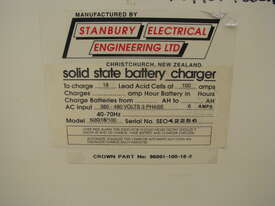 MANUFACTURED BY
STANBURY ELECTRICAL
ENGINEERING LTD
CHRISTCHURCH, NEW ZEALAND.
solid state battery charger
To charge 18 Lead Acid Cells of 100 amps
Charges amp Hour Battery in Hours
Charge Batteries from AH to AH
AC Input 380 - 480 VOLTS 3 PHASE 6 AMPS
40-70Hz
Model Serial No. SEO42286
CROWN PART No